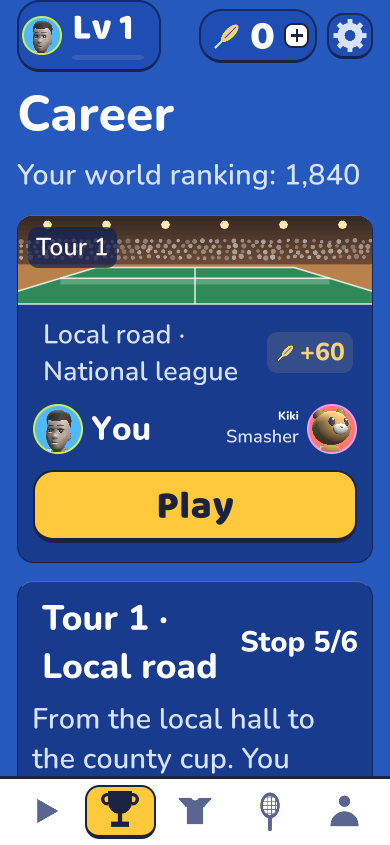 Lv 1
0
Career
Your world ranking: 1,840
Tour 1
Local road ·
National league
+60
You
Kiki
Smasher
Play
Tour 1 ·
Local road
Stop 5/6
From the local hall to
the county cup. You